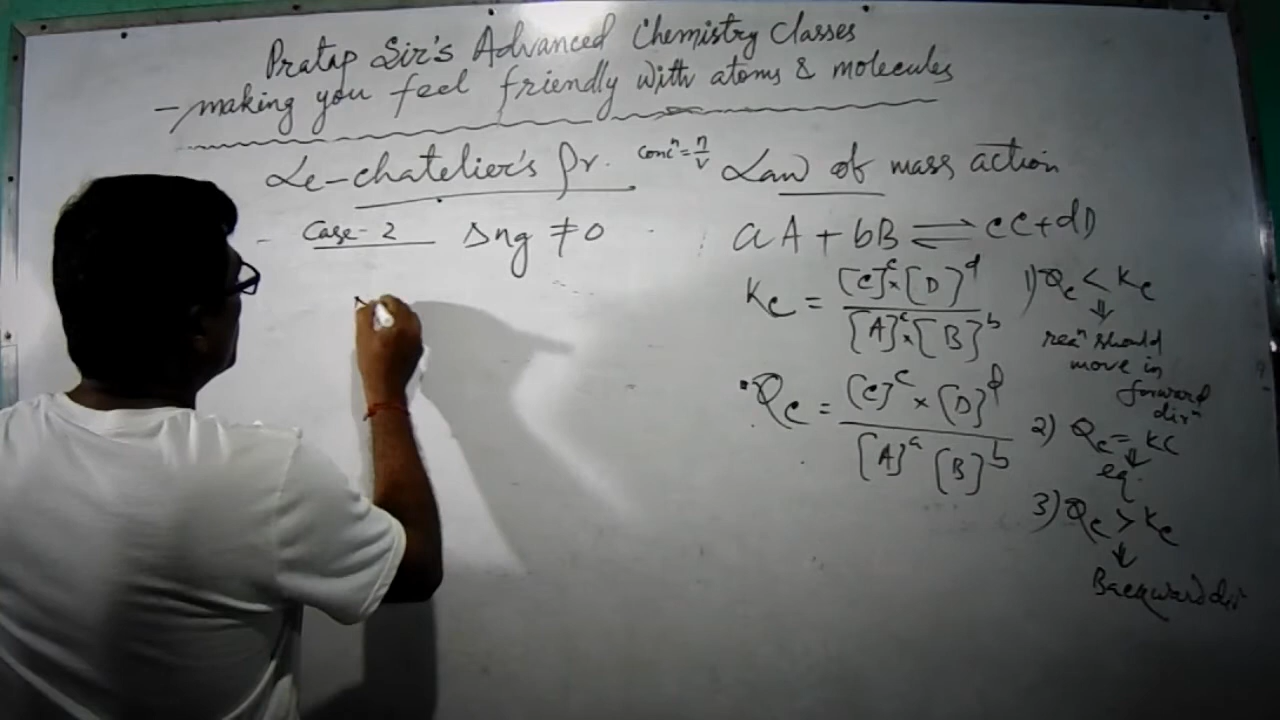 Pratap Sir's Advanced Chemistry Classes
- making you feel friendly with atoms & molecules
Le-chatelier's Pr.
concⁿ = n/v
Case-2 Δng ≠ 0
Law of mass action
aA + bB ⇌ cC + dD
Kc = [C]ᶜ × [D]ᵈ / [A]ᵃ × [B]ᵇ
Qc = [C]ᶜ × [D]ᵈ / [A]ᵃ [B]ᵇ
1) Qc < Kc
⇓
reaⁿ should
move in
forward
dirⁿ
2) Qc = KC
↓
eq.
3) Qc > Kc
↓
Backward dirⁿ